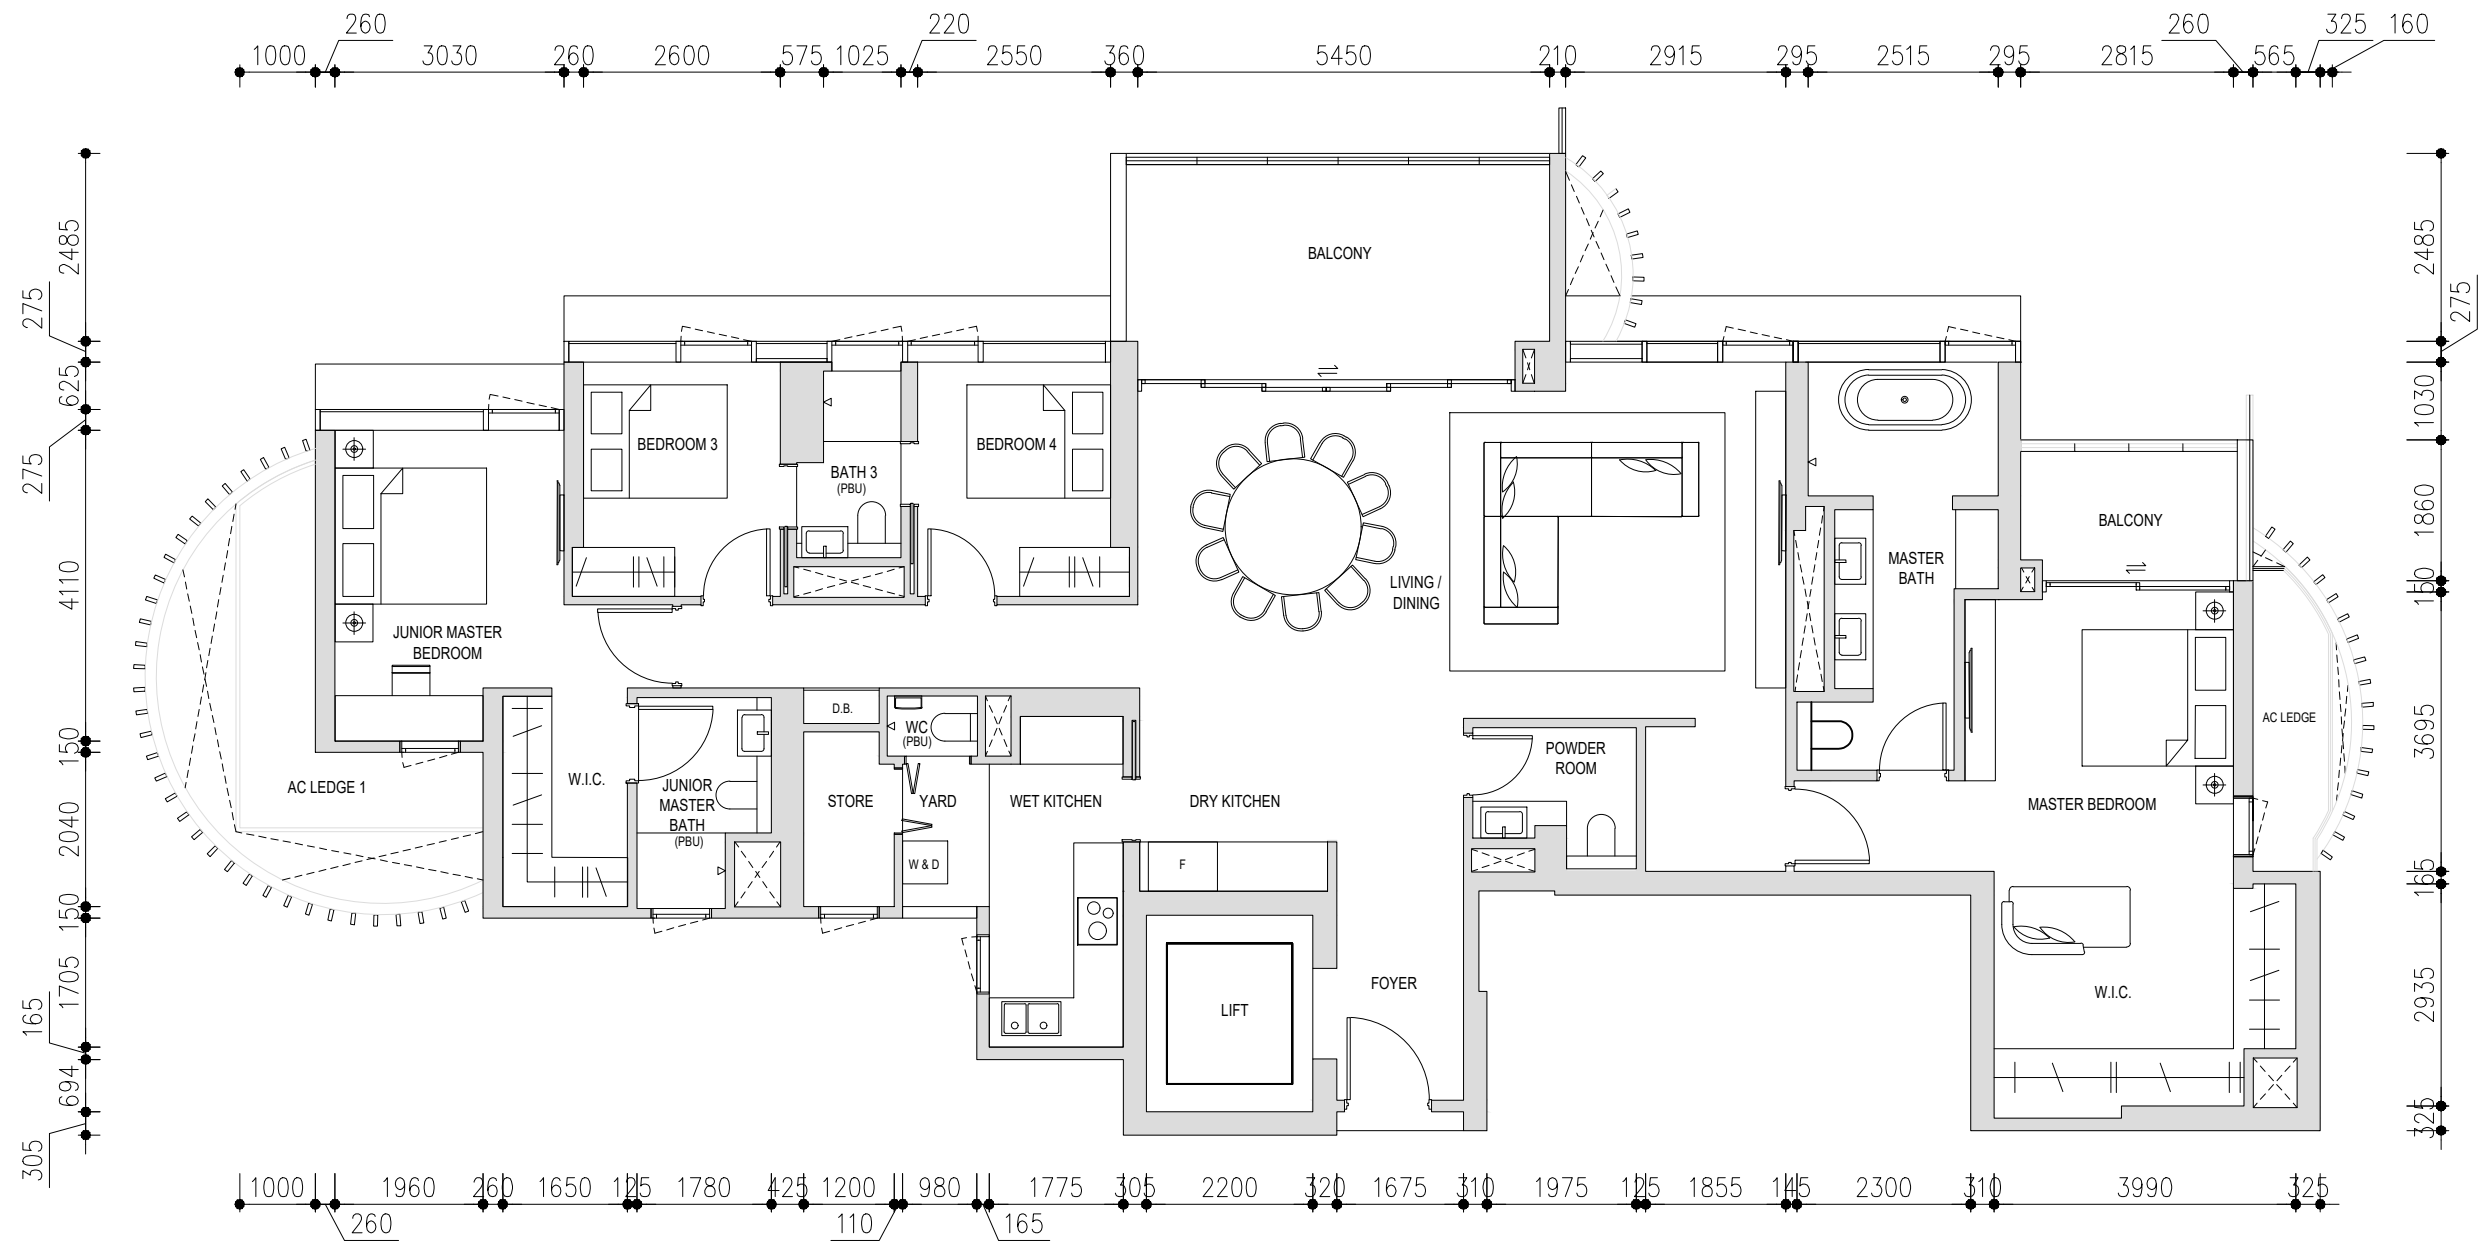 260
220
260
325
160
1000
3030
260
2600
575
1025
2550
360
5450
210
2915
295
2515
295
2815
565
2485
275
625
275
4110
150
2040
150
1705
165
694
305
2485
275
1030
1860
150
3695
165
2935
325
BALCONY
BEDROOM 3
BATH 3
(PBU)
BEDROOM 4
BALCONY
MASTER
BATH
LIVING /
DINING
JUNIOR MASTER
BEDROOM
D.B.
WC
(PBU)
AC LEDGE
POWDER
ROOM
AC LEDGE 1
W.I.C.
JUNIOR
MASTER
BATH
(PBU)
STORE
YARD
WET KITCHEN
DRY KITCHEN
MASTER BEDROOM
W & D
F
FOYER
LIFT
W.I.C.
1000
1960
260
1650
125
1780
425
1200
980
1775
305
2200
320
1675
310
1975
125
1855
145
2300
310
3990
325
260
110
165